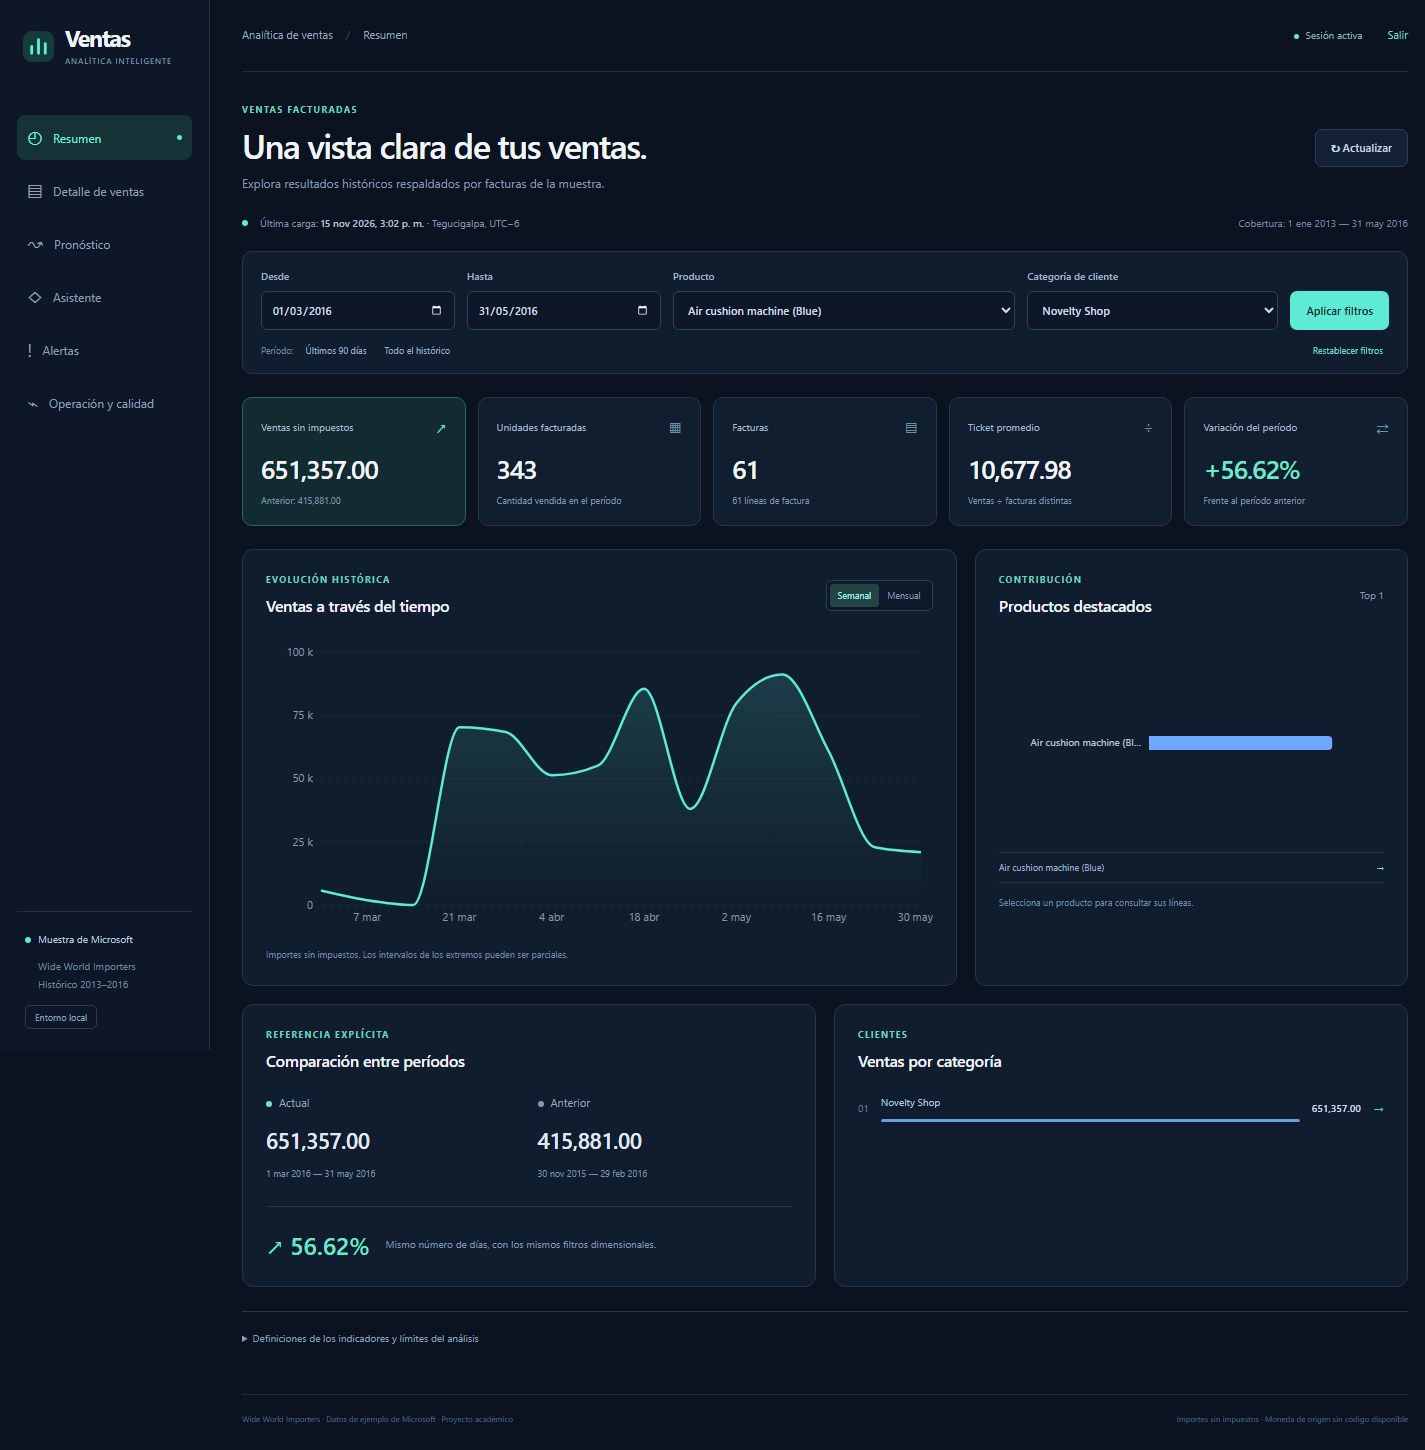 Ventas
ANALÍTICA INTELIGENTE
Resumen
Detalle de ventas
Pronóstico
Asistente
! Alertas
Operación y calidad
Muestra de Microsoft
Wide World Importers
Histórico 2013–2016
Entorno local
Analítica de ventas / Resumen
Sesión activa Salir
VENTAS FACTURADAS
Una vista clara de tus ventas.
↻ Actualizar
Explora resultados históricos respaldados por facturas de la muestra.
Última carga: 15 nov 2026, 3:02 p. m. · Tegucigalpa, UTC−6
Cobertura: 1 ene 2013 — 31 may 2016
Desde Hasta Producto Categoría de cliente
01/03/2016 31/05/2016 Air cushion machine (Blue) Novelty Shop Aplicar filtros
Período: Últimos 90 días Todo el histórico Restablecer filtros
Ventas sin impuestos ↗
651,357.00
Anterior: 415,881.00
Unidades facturadas
343
Cantidad vendida en el período
Facturas
61
61 líneas de factura
Ticket promedio ÷
10,677.98
Ventas ÷ facturas distintas
Variación del período ⇄
+56.62%
Frente al período anterior
EVOLUCIÓN HISTÓRICA
Ventas a través del tiempo
Semanal Mensual
100 k
75 k
50 k
25 k
0
7 mar 21 mar 4 abr 18 abr 2 may 16 may 30 may
Importes sin impuestos. Los intervalos de los extremos pueden ser parciales.
CONTRIBUCIÓN
Productos destacados
Top 1
Air cushion machine (Bl...
Air cushion machine (Blue) →
Selecciona un producto para consultar sus líneas.
REFERENCIA EXPLÍCITA
Comparación entre períodos
Actual Anterior
651,357.00 415,881.00
1 mar 2016 — 31 may 2016 30 nov 2015 — 29 feb 2016
↗ 56.62% Mismo número de días, con los mismos filtros dimensionales.
CLIENTES
Ventas por categoría
01 Novelty Shop 651,357.00 →
▶ Definiciones de los indicadores y límites del análisis
Wide World Importers · Datos de ejemplo de Microsoft · Proyecto académico
Importes sin impuestos · Moneda de origen sin código disponible